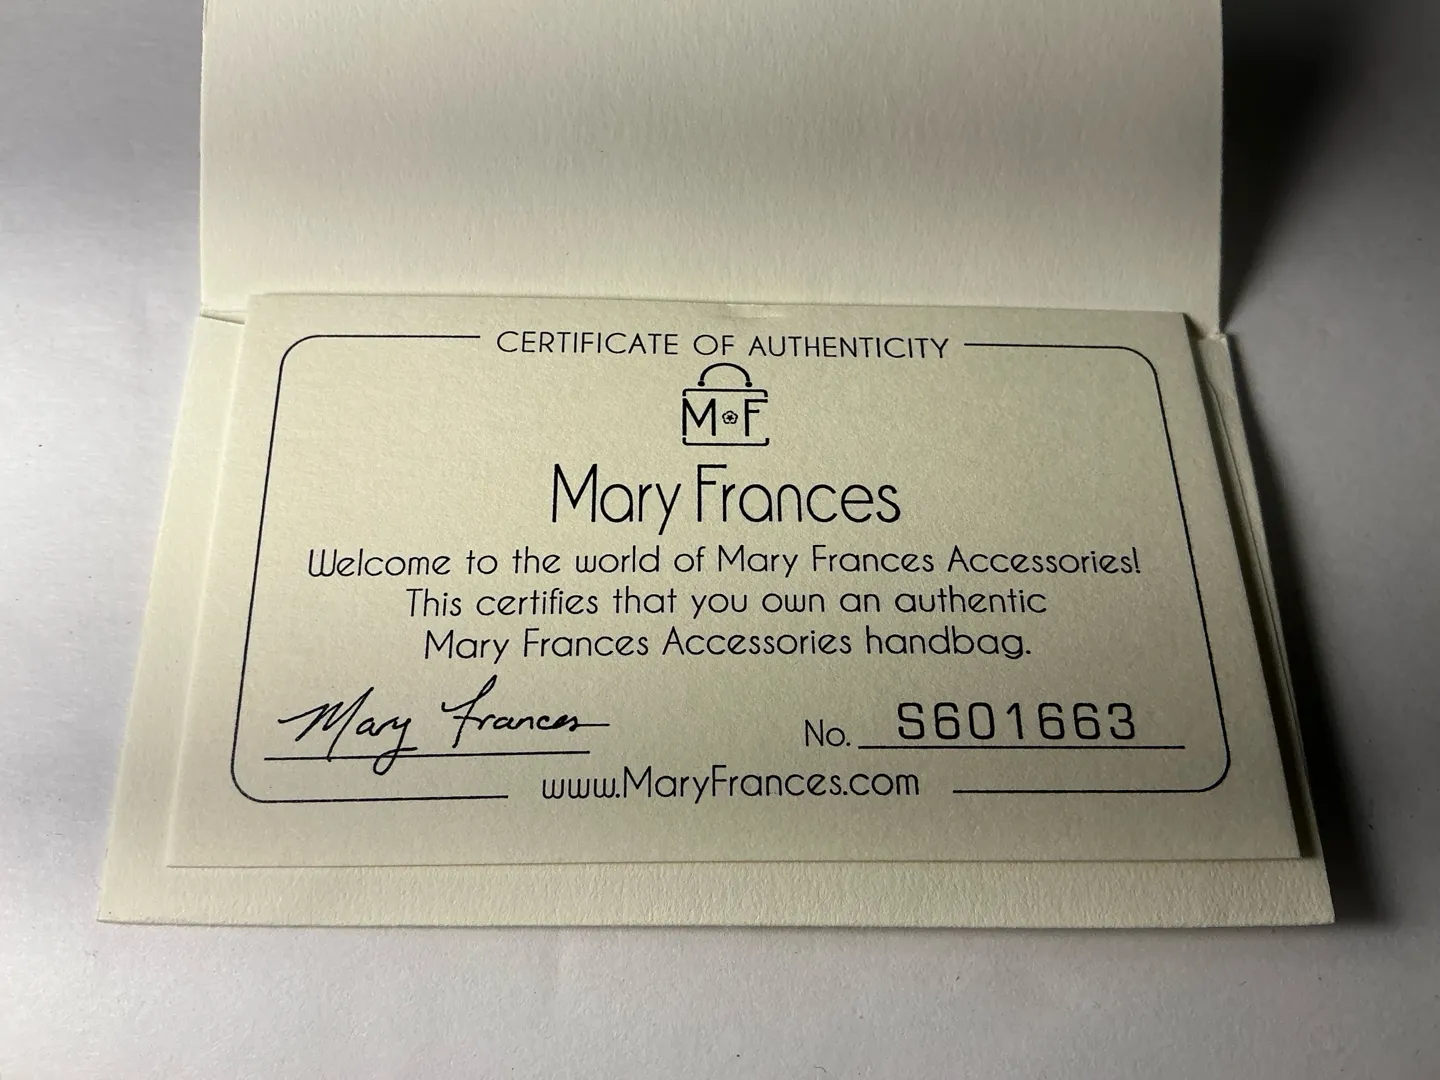 CERTIFICATE OF AUTHENTICITY
M F
Mary Frances
Welcome to the world of Mary Frances Accessories!
This certifies that you own an authentic
Mary Frances Accessories handbag.
Mary Frances
No. S601663
www.MaryFrances.com